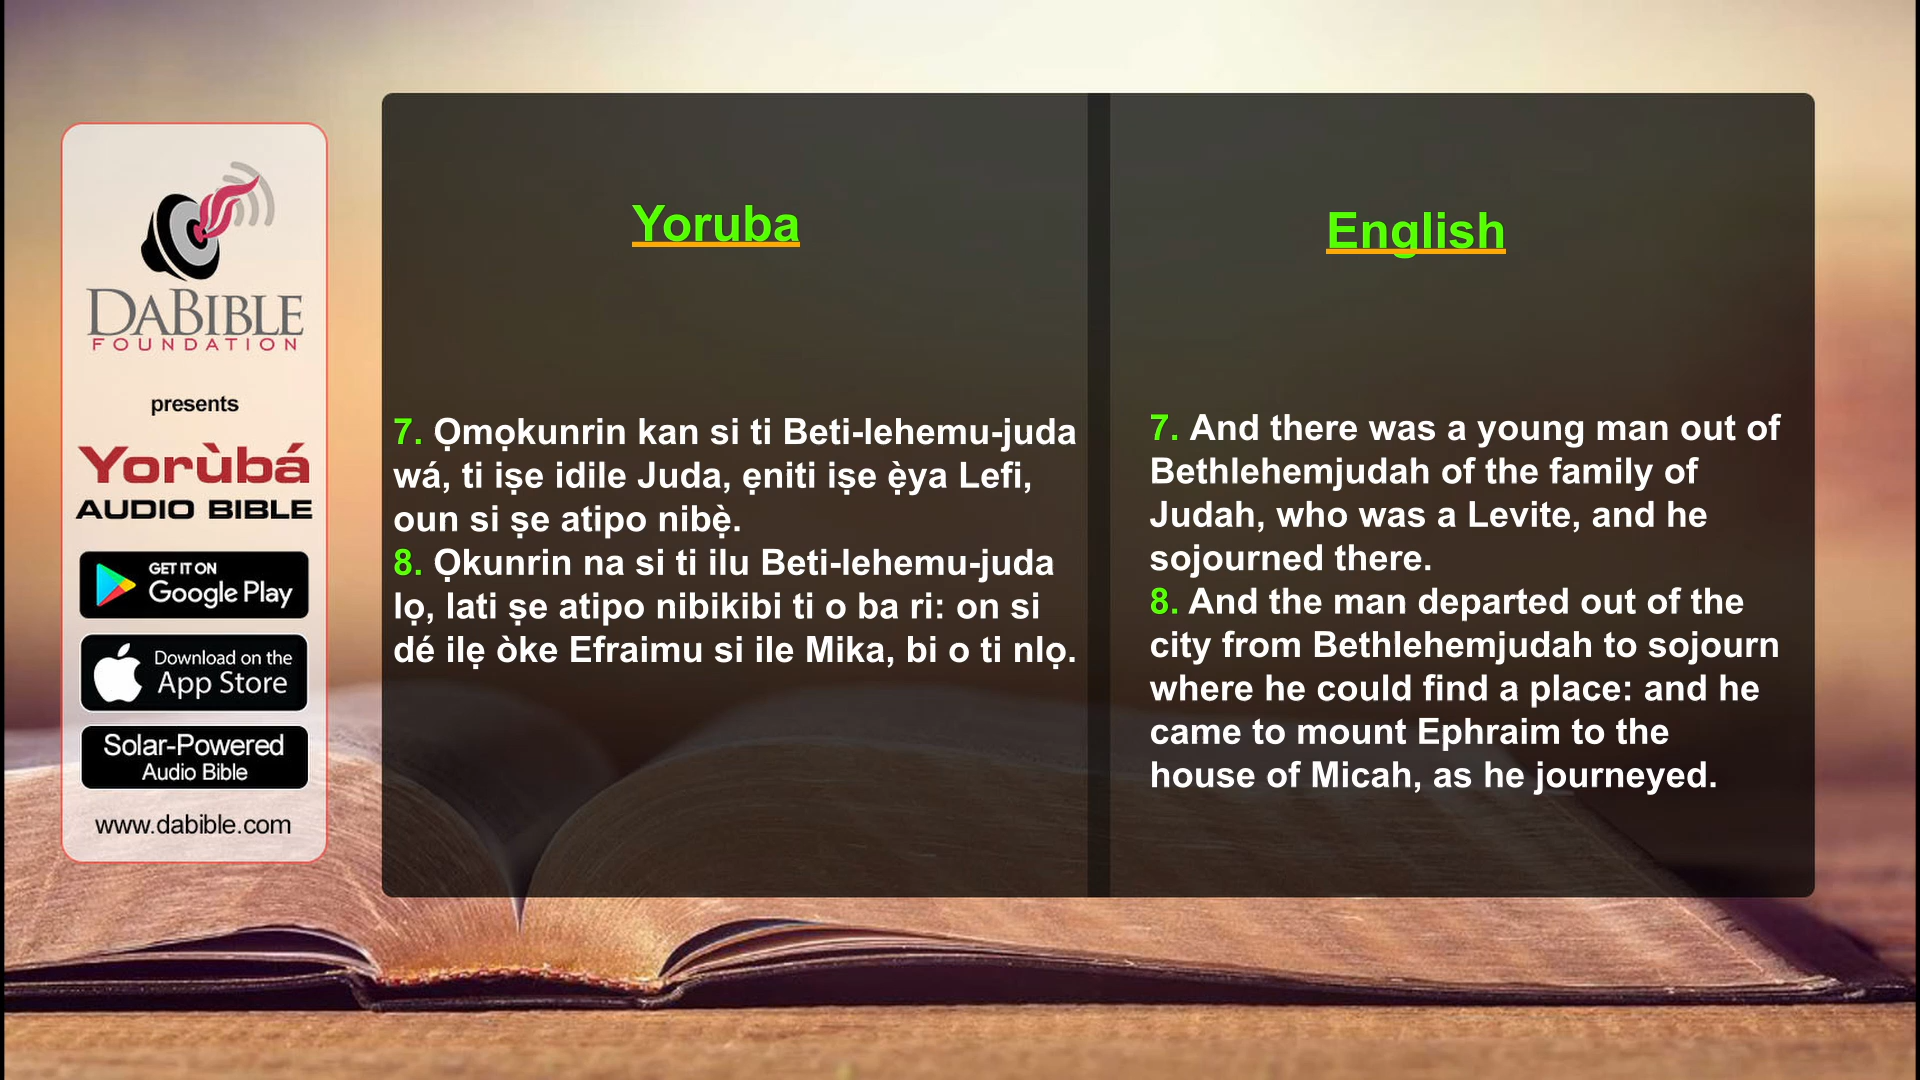 DABIBLE
FOUNDATION
presents
Yorùbá
AUDIO BIBLE
GET IT ON
Google Play
Download on the
App Store
Solar-Powered
Audio Bible
www.dabible.com
Yoruba
7. Ọmọkunrin kan si ti Beti-lehemu-juda
wá, ti iṣe idile Juda, ẹniti iṣe ẹ̀ya Lefi,
oun si ṣe atipo nibẹ̀.
8. Ọkunrin na si ti ilu Beti-lehemu-juda
lọ, lati ṣe atipo nibikibi ti o ba ri: on si
dé ilẹ òke Efraimu si ile Mika, bi o ti nlọ.
English
7. And there was a young man out of
Bethlehemjudah of the family of
Judah, who was a Levite, and he
sojourned there.
8. And the man departed out of the
city from Bethlehemjudah to sojourn
where he could find a place: and he
came to mount Ephraim to the
house of Micah, as he journeyed.